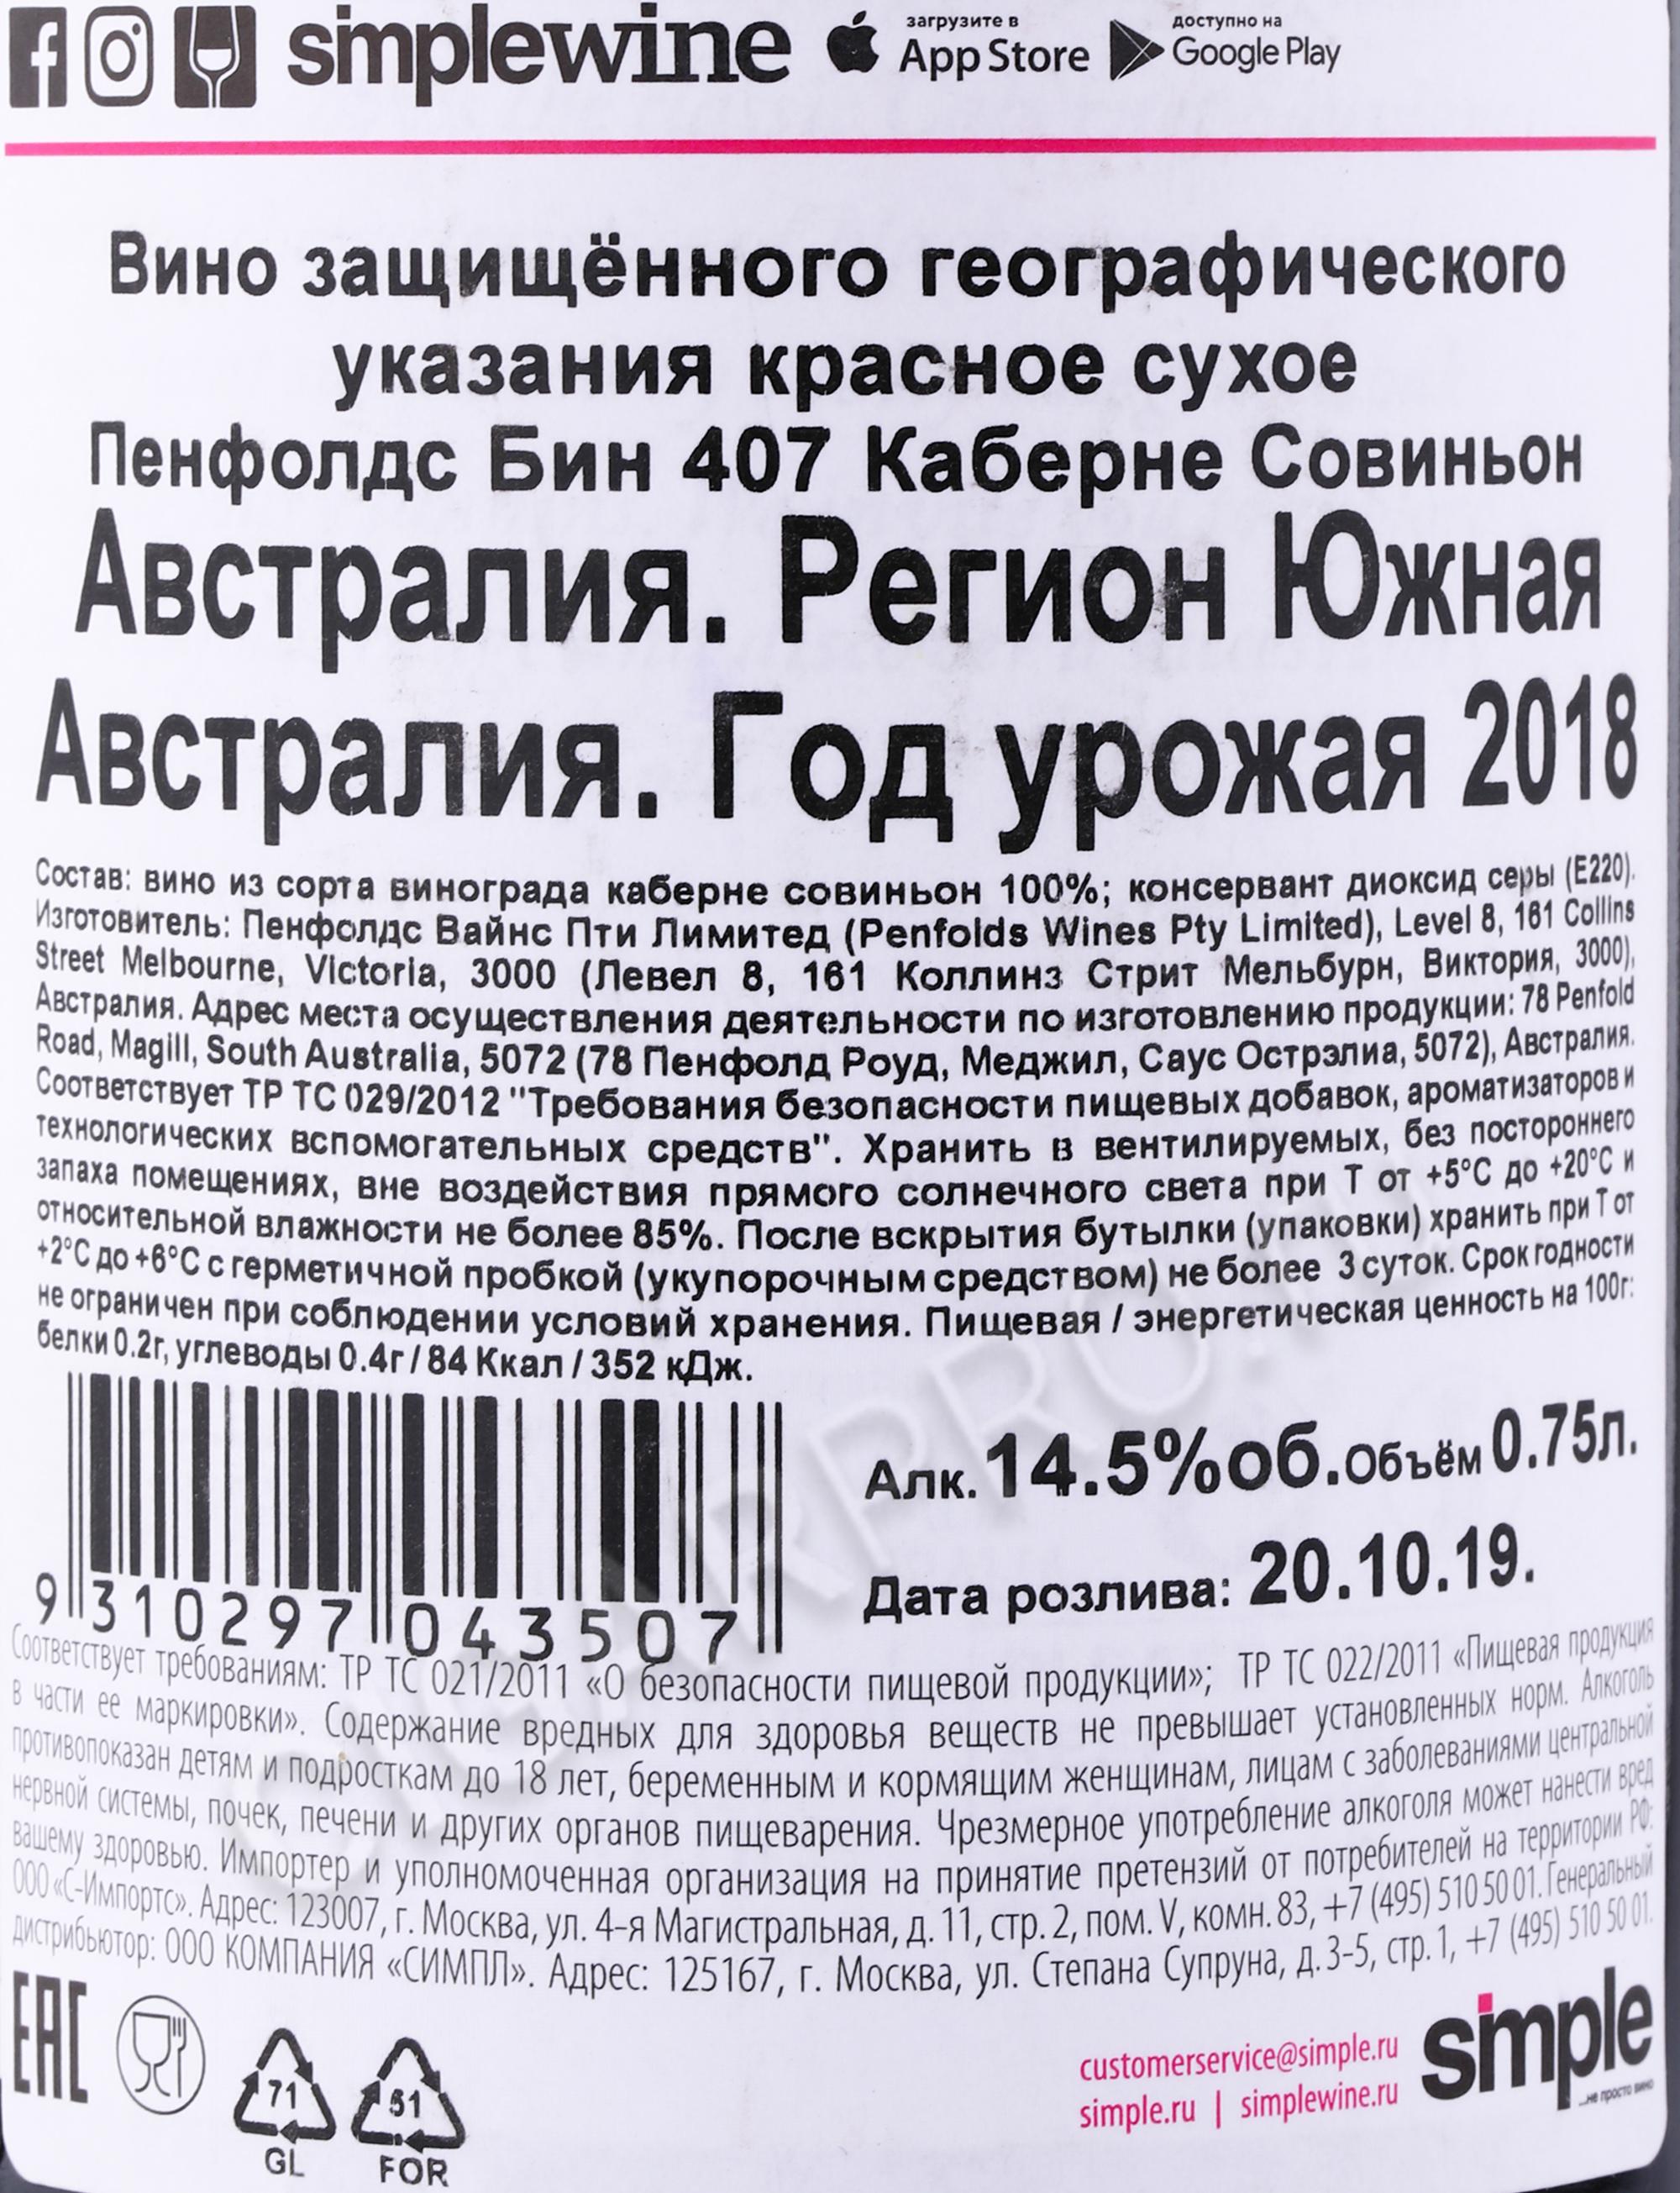 smplewine
загрузите в
App Store
доступно на
Google Play
Вино защищённого географического
указания красное сухое
Пенфолдс Бин 407 Каберне Совиньон
Австралия. Регион Южная
Австралия. Год урожая 2018
Состав: вино из сорта винограда каберне совиньон 100%; консервант диоксид серы (Е220).
Изготовитель: Пенфолдс Вайнс Пти Лимитед (Penfolds Wines Pty Limited), Level 8, 161 Collins
Street Melbourne, Victoria, 3000 (Левел 8, 161 Коллинз Стрит Мельбурн, Виктория, 3000),
Австралия. Адрес места осуществления деятельности по изготовлению продукции: 78 Penfold
Road, Magill, South Australia, 5072 (78 Пенфолд Роуд, Меджил, Саус Острэлиа, 5072), Австралия.
Соответствует ТР ТС 029/2012 "Требования безопасности пищевых добавок, ароматизаторов и
технологических вспомогательных средств". Хранить в вентилируемых, без постороннего
запаха помещениях, вне воздействия прямого солнечного света при Т от +5°С до +20°С и
относительной влажности не более 85%. После вскрытия бутылки (упаковки) хранить при Т от
+2°С до +6°С с герметичной пробкой (укупорочным средством) не более 3 суток. Срок годности
не ограничен при соблюдении условий хранения. Пищевая / энергетическая ценность на 100г:
белки 0.2г, углеводы 0.4г / 84 Ккал / 352 кДж.
Алк. 14.5%об. Объём 0.75л.
Дата розлива: 20.10.19.
9 310297 043507
Соответствует требованиям: ТР ТС 021/2011 «О безопасности пищевой продукции»; ТР ТС 022/2011 «Пищевая продукция
в части ее маркировки». Содержание вредных для здоровья веществ не превышает установленных норм. Алкоголь
противопоказан детям и подросткам до 18 лет, беременным и кормящим женщинам, лицам с заболеваниями центральной
нервной системы, почек, печени и других органов пищеварения. Чрезмерное употребление алкоголя может нанести вред
вашему здоровью. Импортер и уполномоченная организация на принятие претензий от потребителей на территории РФ:
ООО «С-Импортс». Адрес: 123007, г. Москва, ул. 4-я Магистральная, д. 11, стр. 2, пом. V, комн. 83, +7 (495) 510 50 01. Генеральный
дистрибьютор: ООО КОМПАНИЯ «СИМПЛ». Адрес: 125167, г. Москва, ул. Степана Супруна, д. 3-5, стр. 1, +7 (495) 510 50 01.
EAC
71
GL
51
FOR
customerservice@simple.ru
simple.ru | simplewine.ru
simple
...не просто вино
CIGARPRO.RU